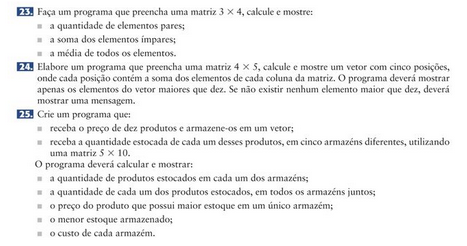 23. Faça um programa que preencha uma matriz 3 × 4, calcule e mostre:
■ a quantidade de elementos pares;
■ a soma dos elementos ímpares;
■ a média de todos os elementos.
24. Elabore um programa que preencha uma matriz 4 × 5, calcule e mostre um vetor com cinco posições,
onde cada posição contém a soma dos elementos de cada coluna da matriz. O programa deverá mostrar
apenas os elementos do vetor maiores que dez. Se não existir nenhum elemento maior que dez, deverá
mostrar uma mensagem.
25. Crie um programa que:
■ receba o preço de dez produtos e armazene-os em um vetor;
■ receba a quantidade estocada de cada um desses produtos, em cinco armazéns diferentes, utilizando
uma matriz 5 × 10.
O programa deverá calcular e mostrar:
■ a quantidade de produtos estocados em cada um dos armazéns;
■ a quantidade de cada um dos produtos estocados, em todos os armazéns juntos;
■ o preço do produto que possui maior estoque em um único armazém;
■ o menor estoque armazenado;
■ o custo de cada armazém.